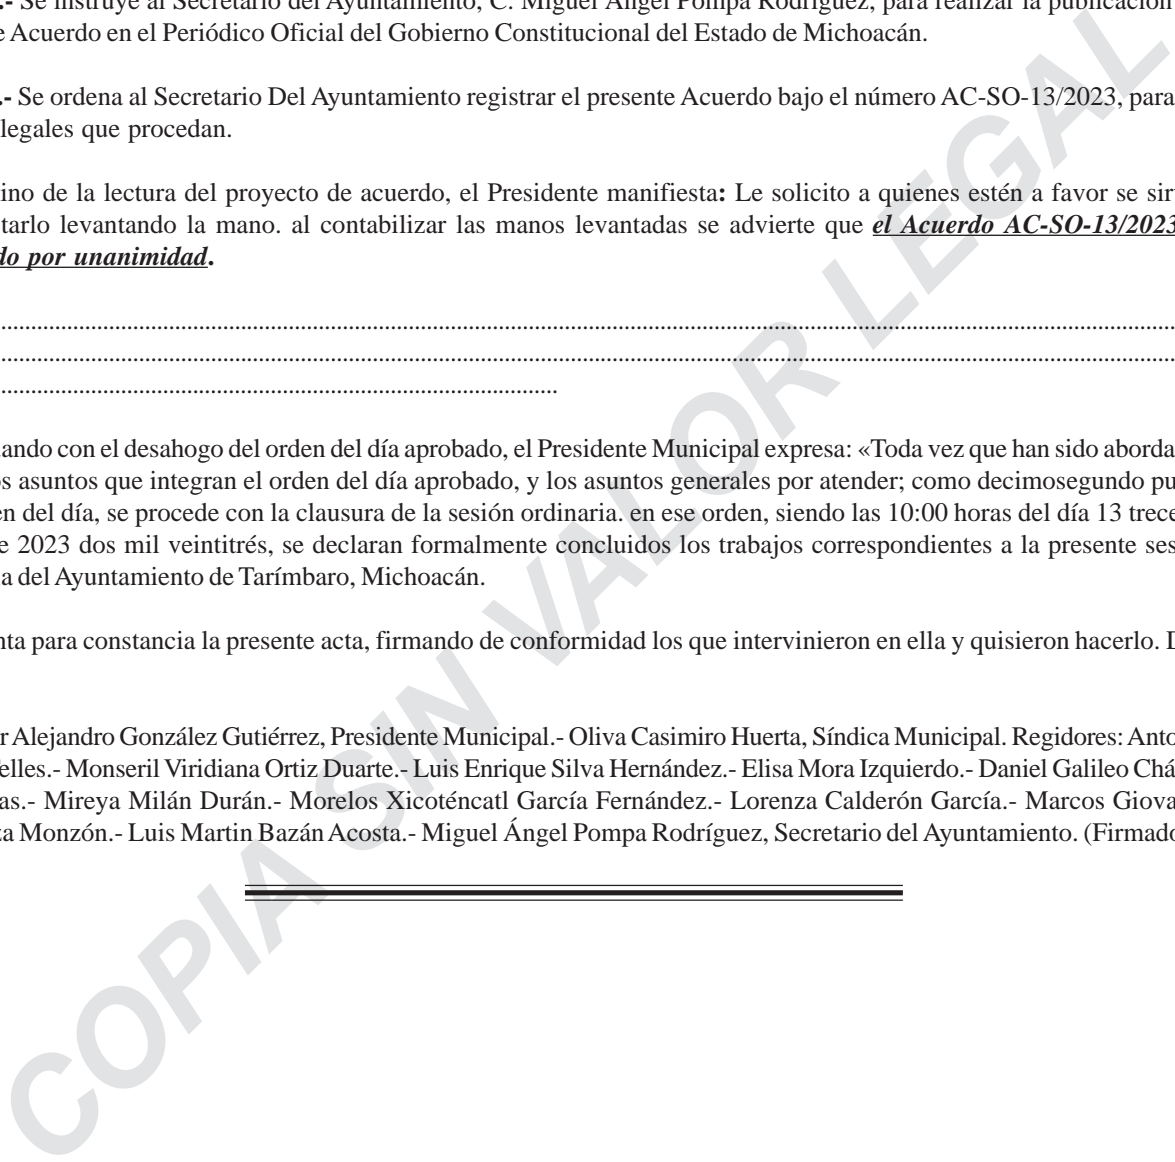 .- Se instruye al Secretario del Ayuntamiento, C. Miguel Ángel Pompa Rodríguez, para realizar la publicación
e Acuerdo en el Periódico Oficial del Gobierno Constitucional del Estado de Michoacán.
.- Se ordena al Secretario Del Ayuntamiento registrar el presente Acuerdo bajo el número AC-SO-13/2023, para
legales que procedan.
ino de la lectura del proyecto de acuerdo, el Presidente manifiesta: Le solicito a quienes estén a favor se sir
tarlo levantando la mano. al contabilizar las manos levantadas se advierte que el Acuerdo AC-SO-13/2023
do por unanimidad.
uando con el desahogo del orden del día aprobado, el Presidente Municipal expresa: «Toda vez que han sido aborda
os asuntos que integran el orden del día aprobado, y los asuntos generales por atender; como decimosegundo pu
en del día, se procede con la clausura de la sesión ordinaria. en ese orden, siendo las 10:00 horas del día 13 trece
e 2023 dos mil veintitrés, se declaran formalmente concluidos los trabajos correspondientes a la presente ses
a del Ayuntamiento de Tarímbaro, Michoacán.
nta para constancia la presente acta, firmando de conformidad los que intervinieron en ella y quisieron hacerlo. D
r Alejandro González Gutiérrez, Presidente Municipal.- Oliva Casimiro Huerta, Síndica Municipal. Regidores: Anto
elles.- Monseril Viridiana Ortiz Duarte.- Luis Enrique Silva Hernández.- Elisa Mora Izquierdo.- Daniel Galileo Chá
as.- Mireya Milán Durán.- Morelos Xicoténcatl García Fernández.- Lorenza Calderón García.- Marcos Giova
za Monzón.- Luis Martin Bazán Acosta.- Miguel Ángel Pompa Rodríguez, Secretario del Ayuntamiento. (Firmado
COPIA SIN VALOR LEGAL